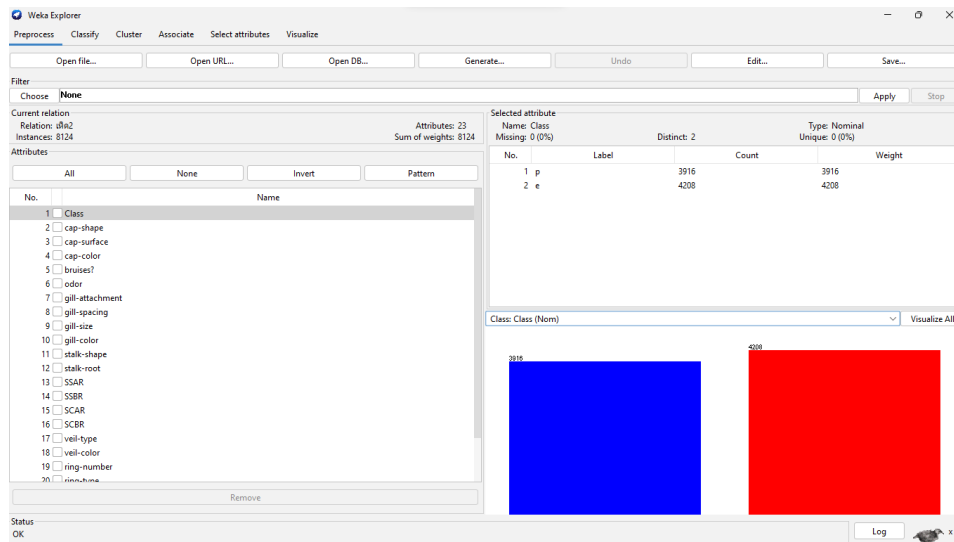 Weka Explorer
Preprocess Classify Cluster Associate Select attributes Visualize
Open file... Open URL... Open DB... Generate... Undo Edit... Save...
Filter
Choose None Apply Stop
Current relation
Relation: เห็ด2 Attributes: 23
Instances: 8124 Sum of weights: 8124
Selected attribute
Name: Class Type: Nominal
Missing: 0 (0%) Distinct: 2 Unique: 0 (0%)
No. Label Count Weight
1 p 3916 3916
2 e 4208 4208
Attributes
All None Invert Pattern
No. Name
1 Class
2 cap-shape
3 cap-surface
4 cap-color
5 bruises?
6 odor
7 gill-attachment
8 gill-spacing
9 gill-size
10 gill-color
11 stalk-shape
12 stalk-root
13 SSAR
14 SSBR
15 SCAR
16 SCBR
17 veil-type
18 veil-color
19 ring-number
20 ring-type
Remove
Class: Class (Nom) Visualize All
3916
4208
Status
OK
Log x